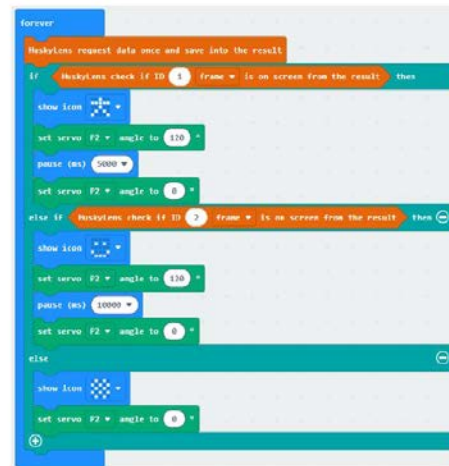 forever
HuskyLens request data once and save into the result
if HuskyLens check if ID 1 frame is on screen from the result then
show icon
set servo P2 angle to 120 °
pause (ms) 5000
set servo P2 angle to 0 °
else if HuskyLens check if ID 2 frame is on screen from the result then
show icon
set servo P2 angle to 120 °
pause (ms) 10000
set servo P2 angle to 0 °
else
show icon
set servo P2 angle to 0 °